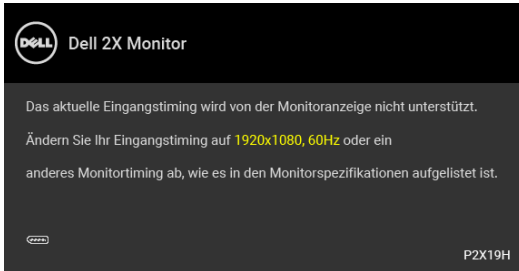 DELL Dell 2X Monitor
Das aktuelle Eingangstiming wird von der Monitoranzeige nicht unterstützt.
Ändern Sie Ihr Eingangstiming auf 1920x1080, 60Hz oder ein
anderes Monitortiming ab, wie es in den Monitorspezifikationen aufgelistet ist.
P2X19H